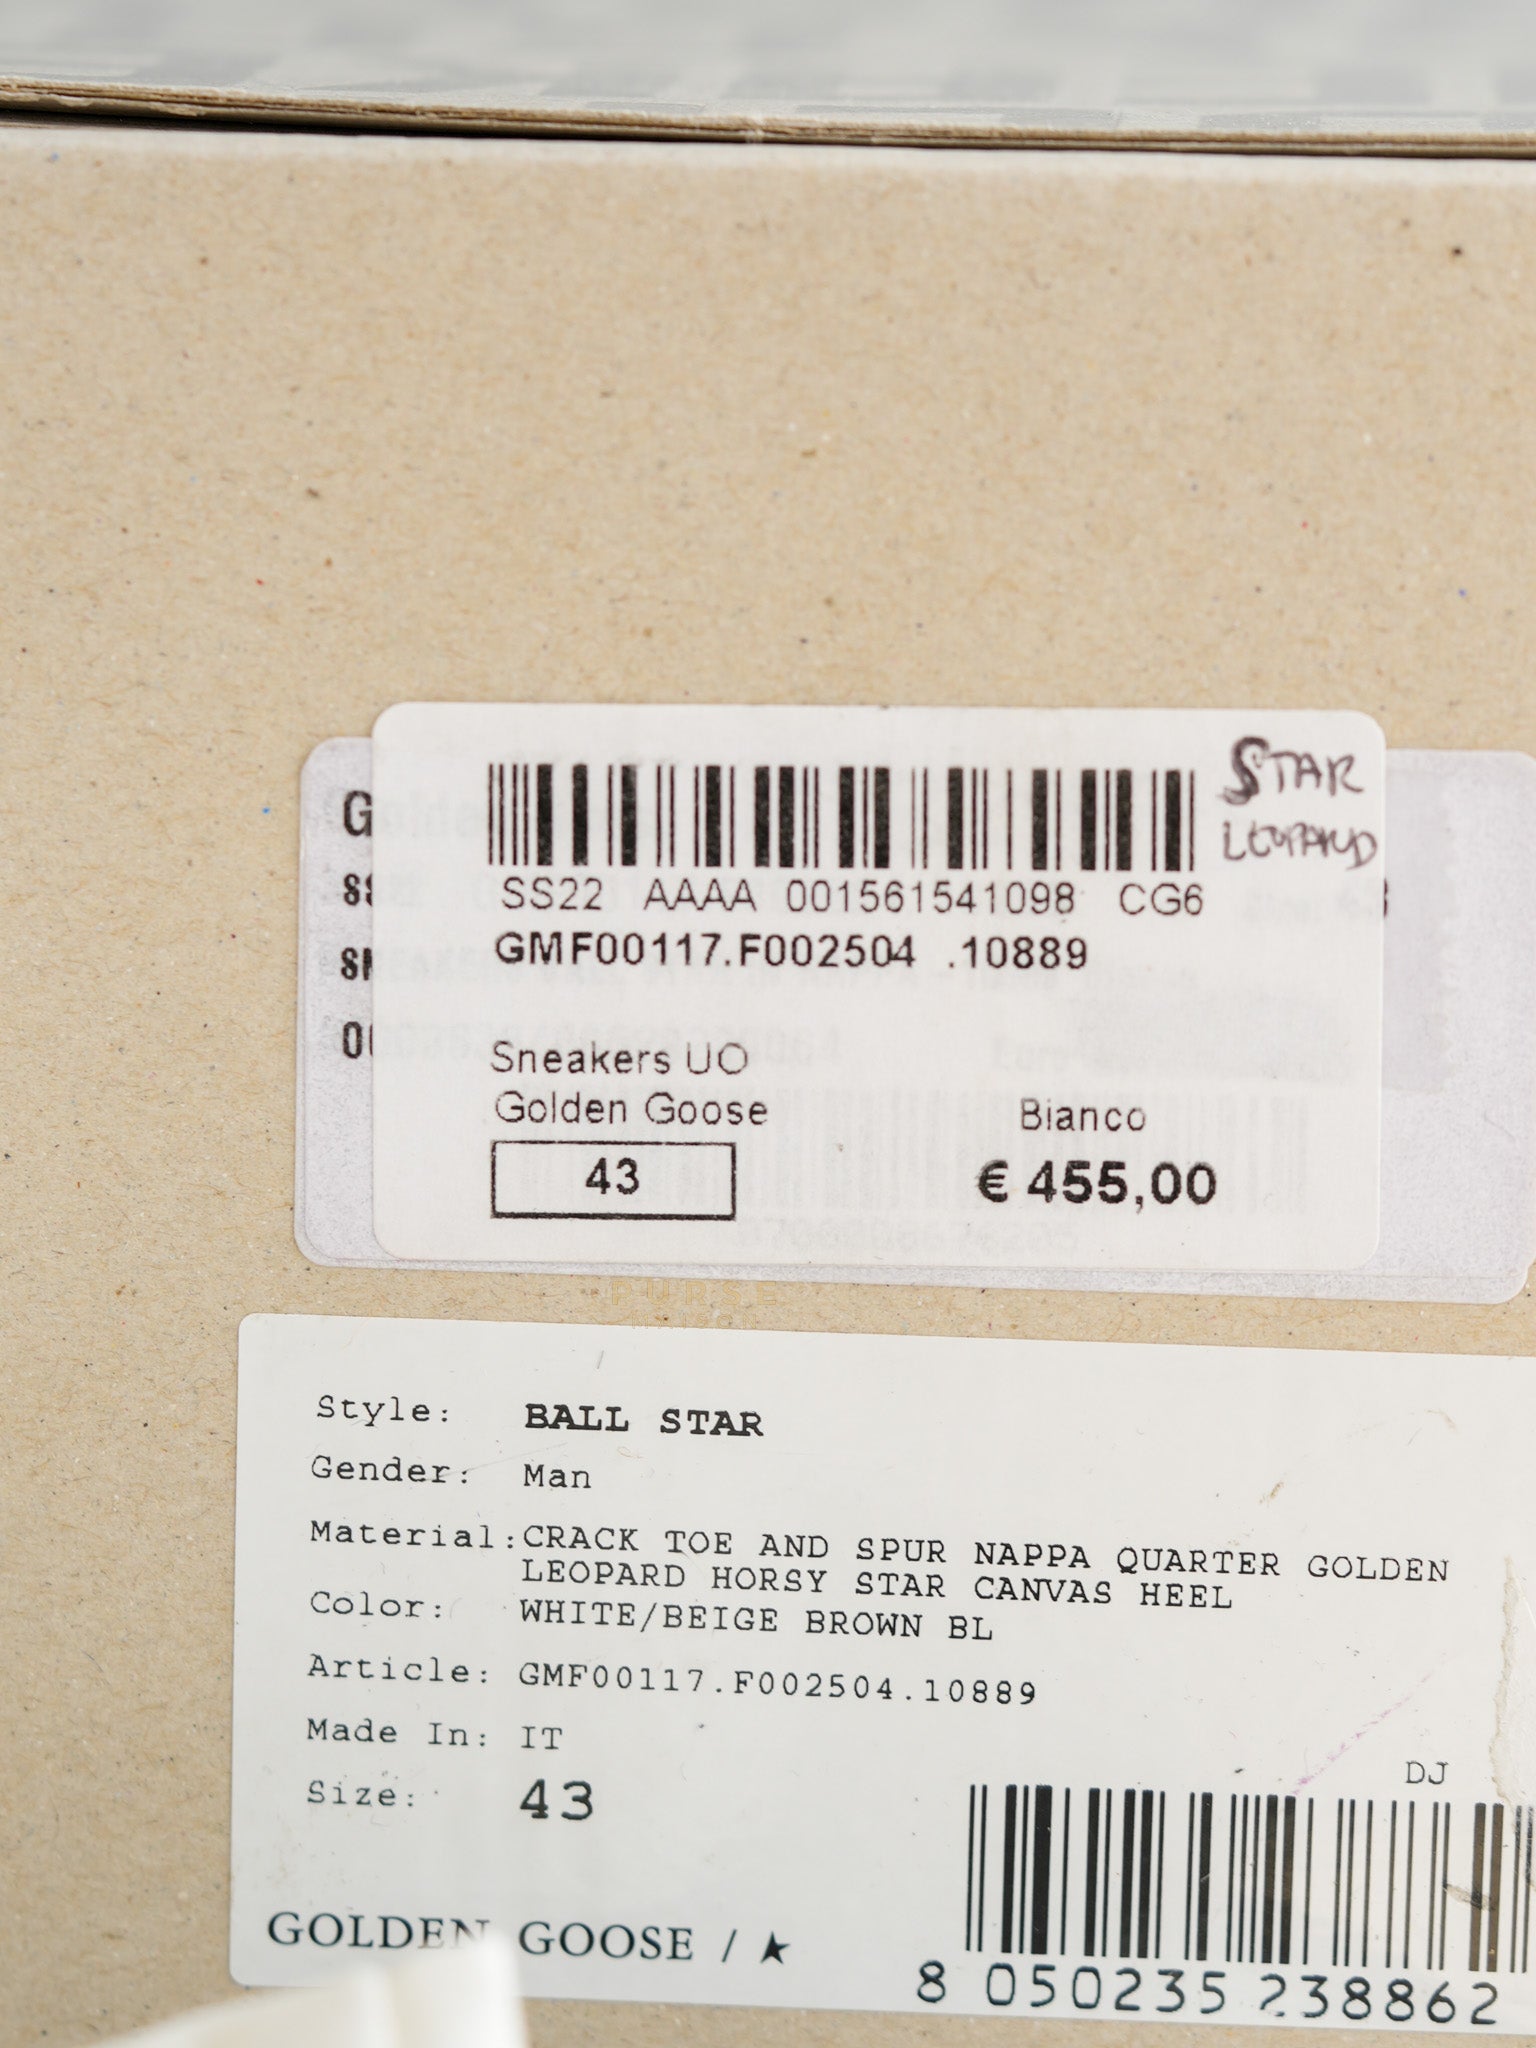 STAR
LEOPARD
SS22 AAAA 001561541098 CG6
GMF00117.F002504 .10889
Sneakers UO
Golden Goose
Bianco
43
€ 455,00
PURSE
MAISON
Style: BALL STAR
Gender: Man
Material: CRACK TOE AND SPUR NAPPA QUARTER GOLDEN
LEOPARD HORSY STAR CANVAS HEEL
Color: WHITE/BEIGE BROWN BL
Article: GMF00117.F002504.10889
Made In: IT
Size: 43
DJ
GOLDEN GOOSE / ★
8 050235 238862